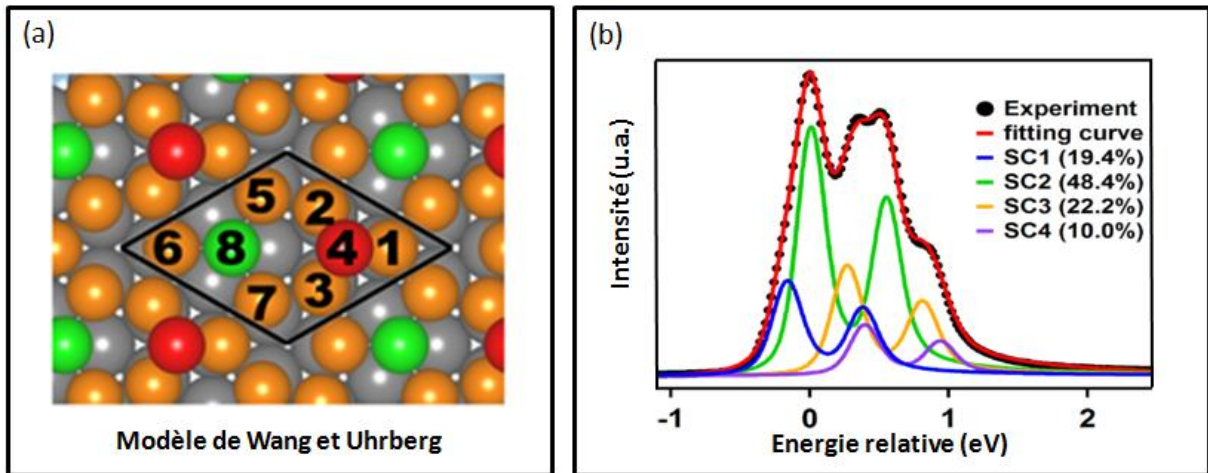 (a)
5
2
6
8
4
1
7
3
Modèle de Wang et Uhrberg
(b)
Intensité (u.a.)
Experiment
fitting curve
SC1 (19.4%)
SC2 (48.4%)
SC3 (22.2%)
SC4 (10.0%)
-1 0 1 2
Energie relative (eV)